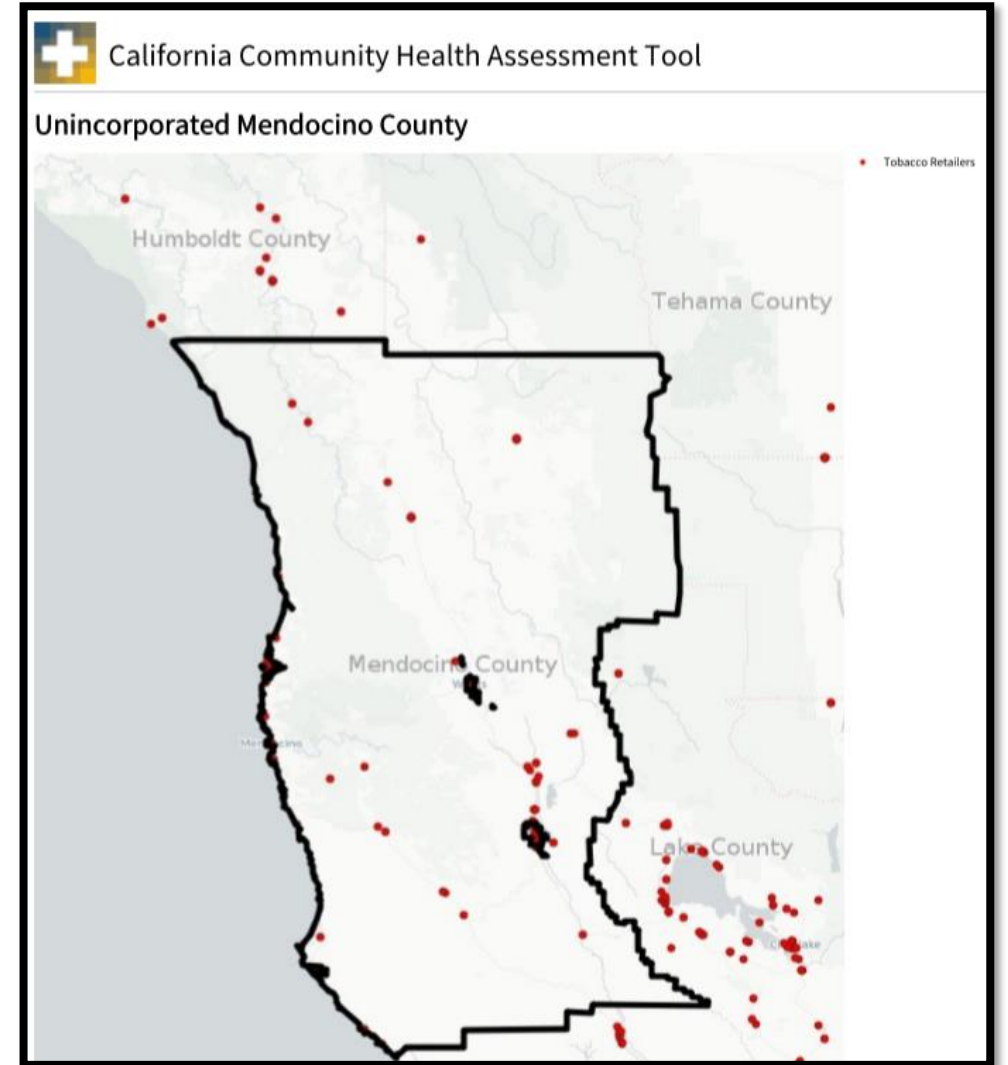 California Community Health Assessment Tool
Unincorporated Mendocino County
Tobacco Retailers
Humboldt County
Tehama County
Mendocino County
Lake County